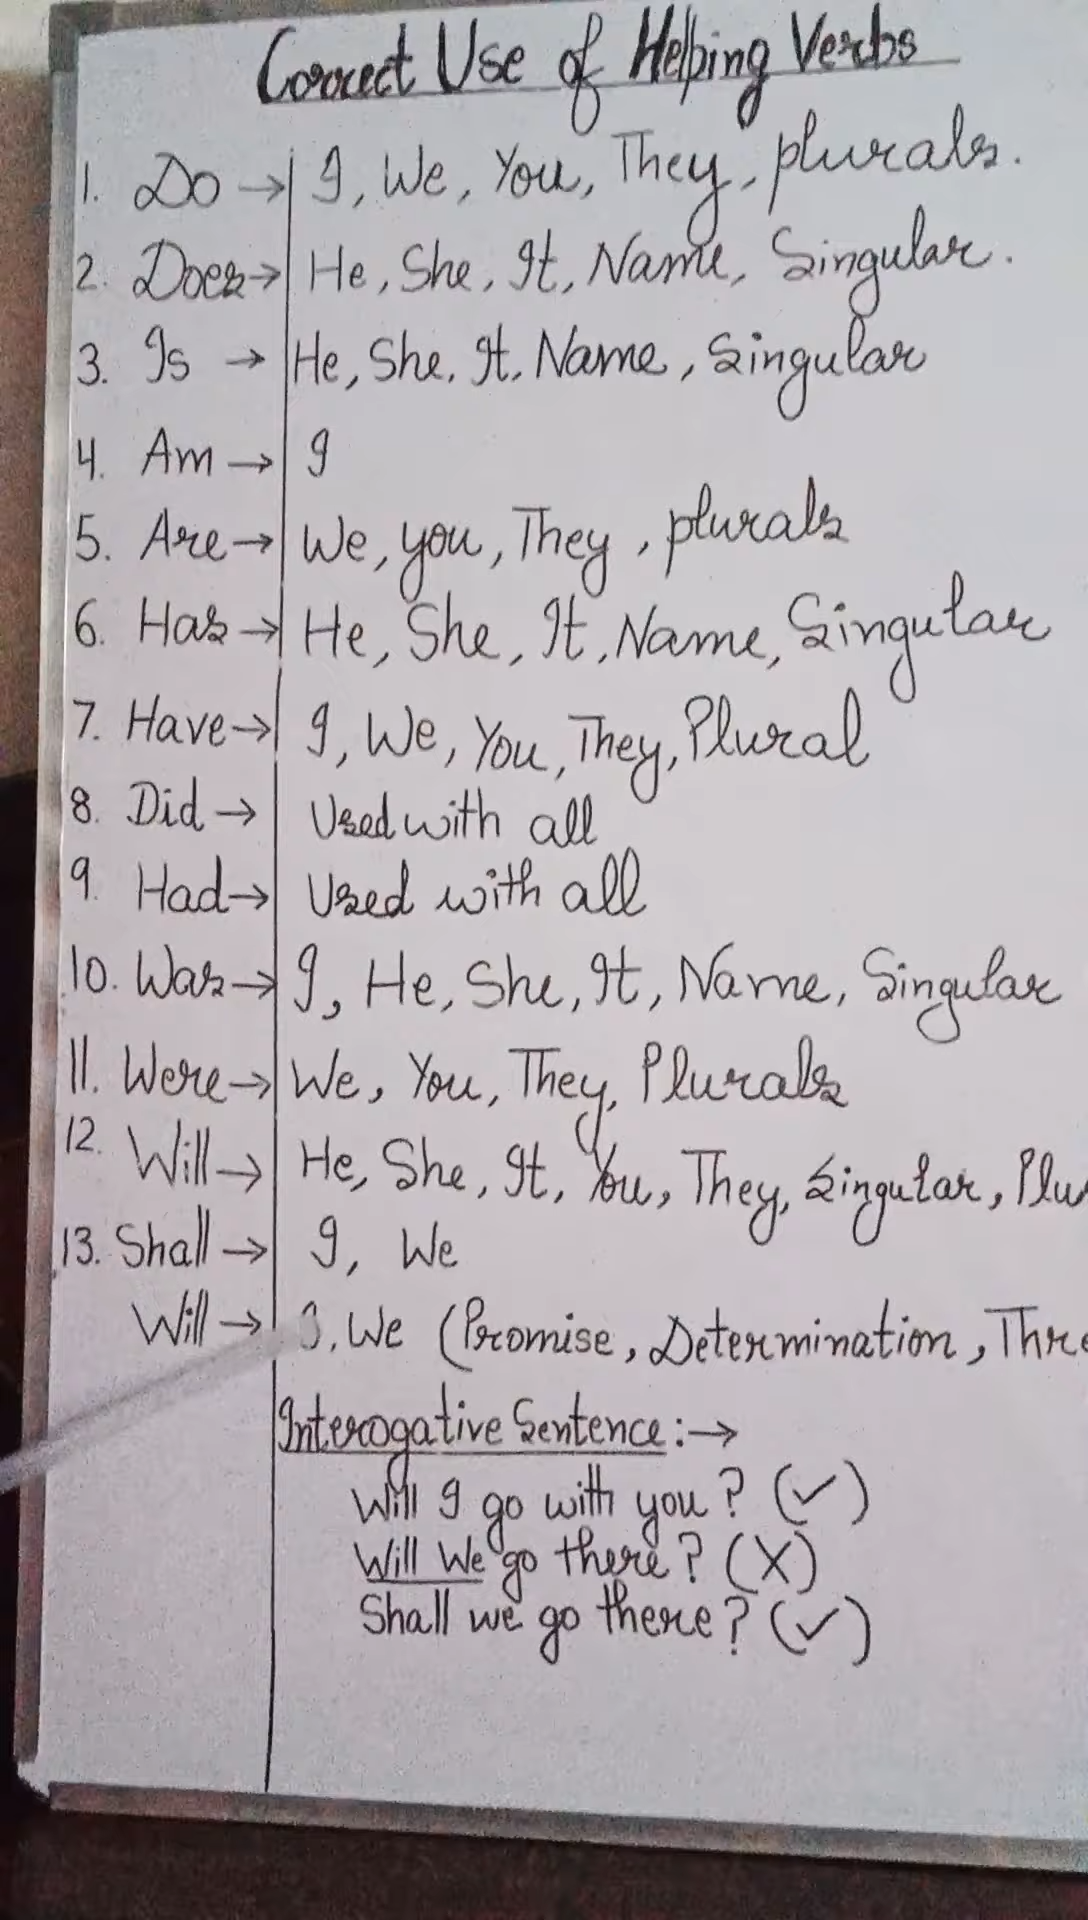 Correct Use of Helping Verbs
1. Do → I, We, You, They, plurals.
2. Does → He, She, It, Name, Singular.
3. Is → He, She, It, Name, Singular
4. Am → I
5. Are → We, you, They, plurals
6. Has → He, She, It, Name, Singular
7. Have → I, We, You, They, Plural
8. Did → Used with all
9. Had → Used with all
10. Was → I, He, She, It, Name, Singular
11. Were → We, You, They, Plurals
12. Will → He, She, It, You, They, Singular,
13. Shall → I, We
Will → I, We (Promise, Determination,
Interogative Sentence :→
Will I go with you? (✓)
Will We go there? (X)
Shall we go there? (✓)